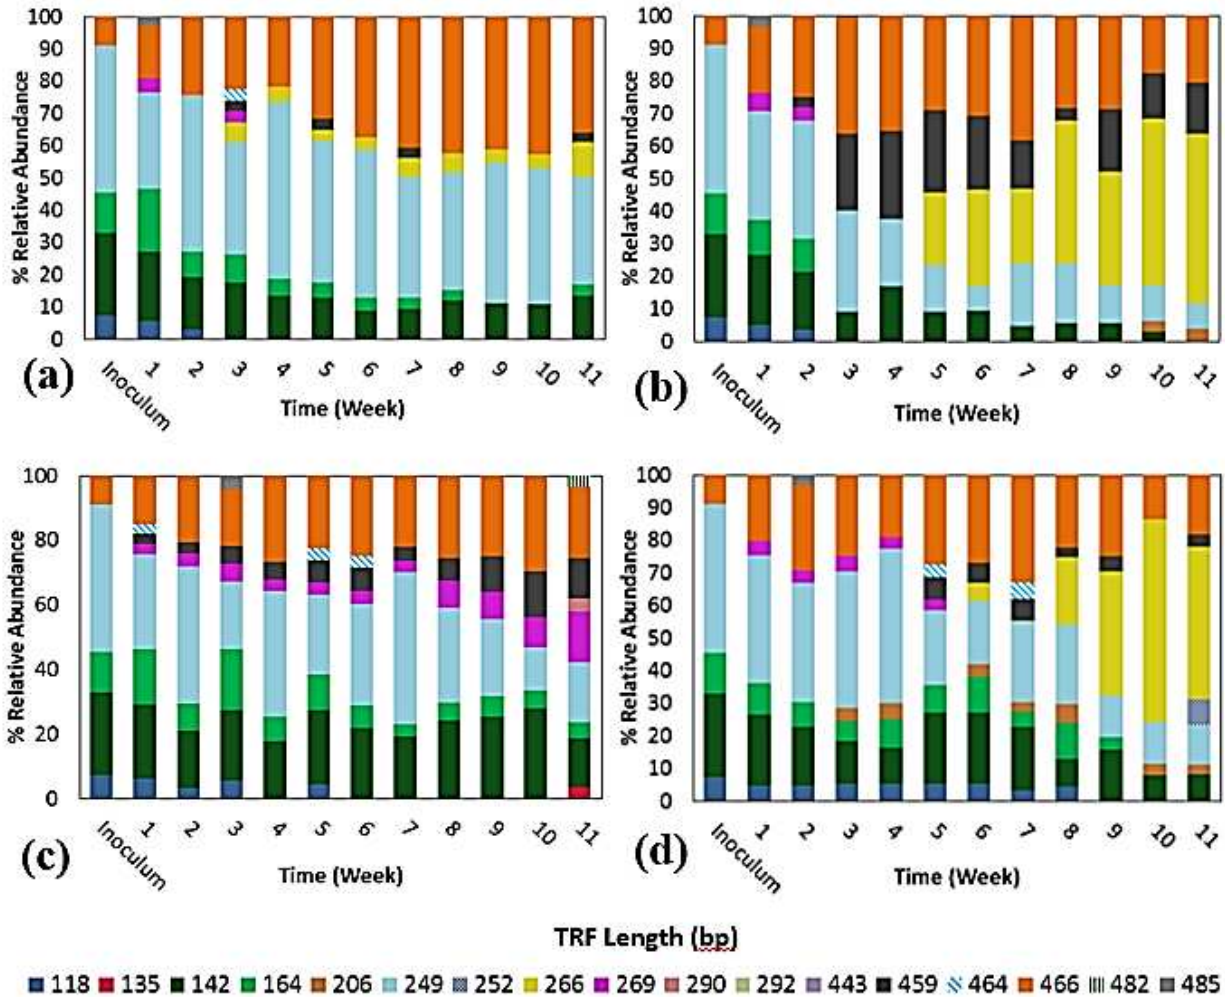 100
90
80
70
60
50
40
30
20
10
0
% Relative Abundance
Inoculum 1 2 3 4 5 6 7 8 9 10 11
Time (Week)
(a)
100
90
80
70
60
50
40
30
20
10
0
% Relative Abundance
Inoculum 1 2 3 4 5 6 7 8 9 10 11
Time (Week)
(b)
100
80
60
40
20
0
% Relative Abundance
Inoculum 1 2 3 4 5 6 7 8 9 10 11
Time (Week)
(c)
100
90
80
70
60
50
40
30
20
10
0
% Relative Abundance
Inoculum 1 2 3 4 5 6 7 8 9 10 11
Time (Week)
(d)
TRF Length (bp)
118 135 142 164 206 249 252 266 269 290 292 443 459 464 466 482 485